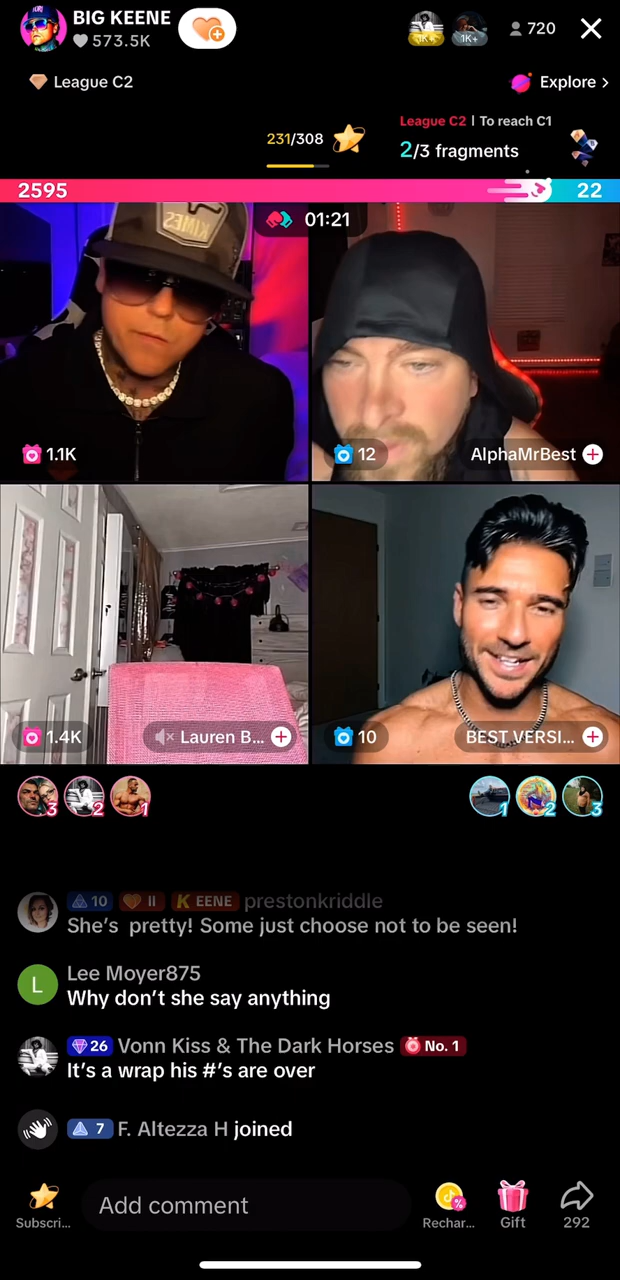 BIG KEENE
573.5K
1K+
1K+
720
League C2
Explore >
League C2 | To reach C1
231/308
2/3 fragments
2595
22
01:21
KIMES
1.1K
12
AlphaMrBest
1.4K
Lauren B...
10
BEST VERSI...
3
2
1
1
2
3
10
II
K EENE
prestonkriddle
She's pretty! Some just choose not to be seen!
L
Lee Moyer875
Why don't she say anything
26
Vonn Kiss & The Dark Horses
No. 1
It's a wrap his #'s are over
7
F. Altezza H joined
Add comment
Subscri...
Rechar...
Gift
292